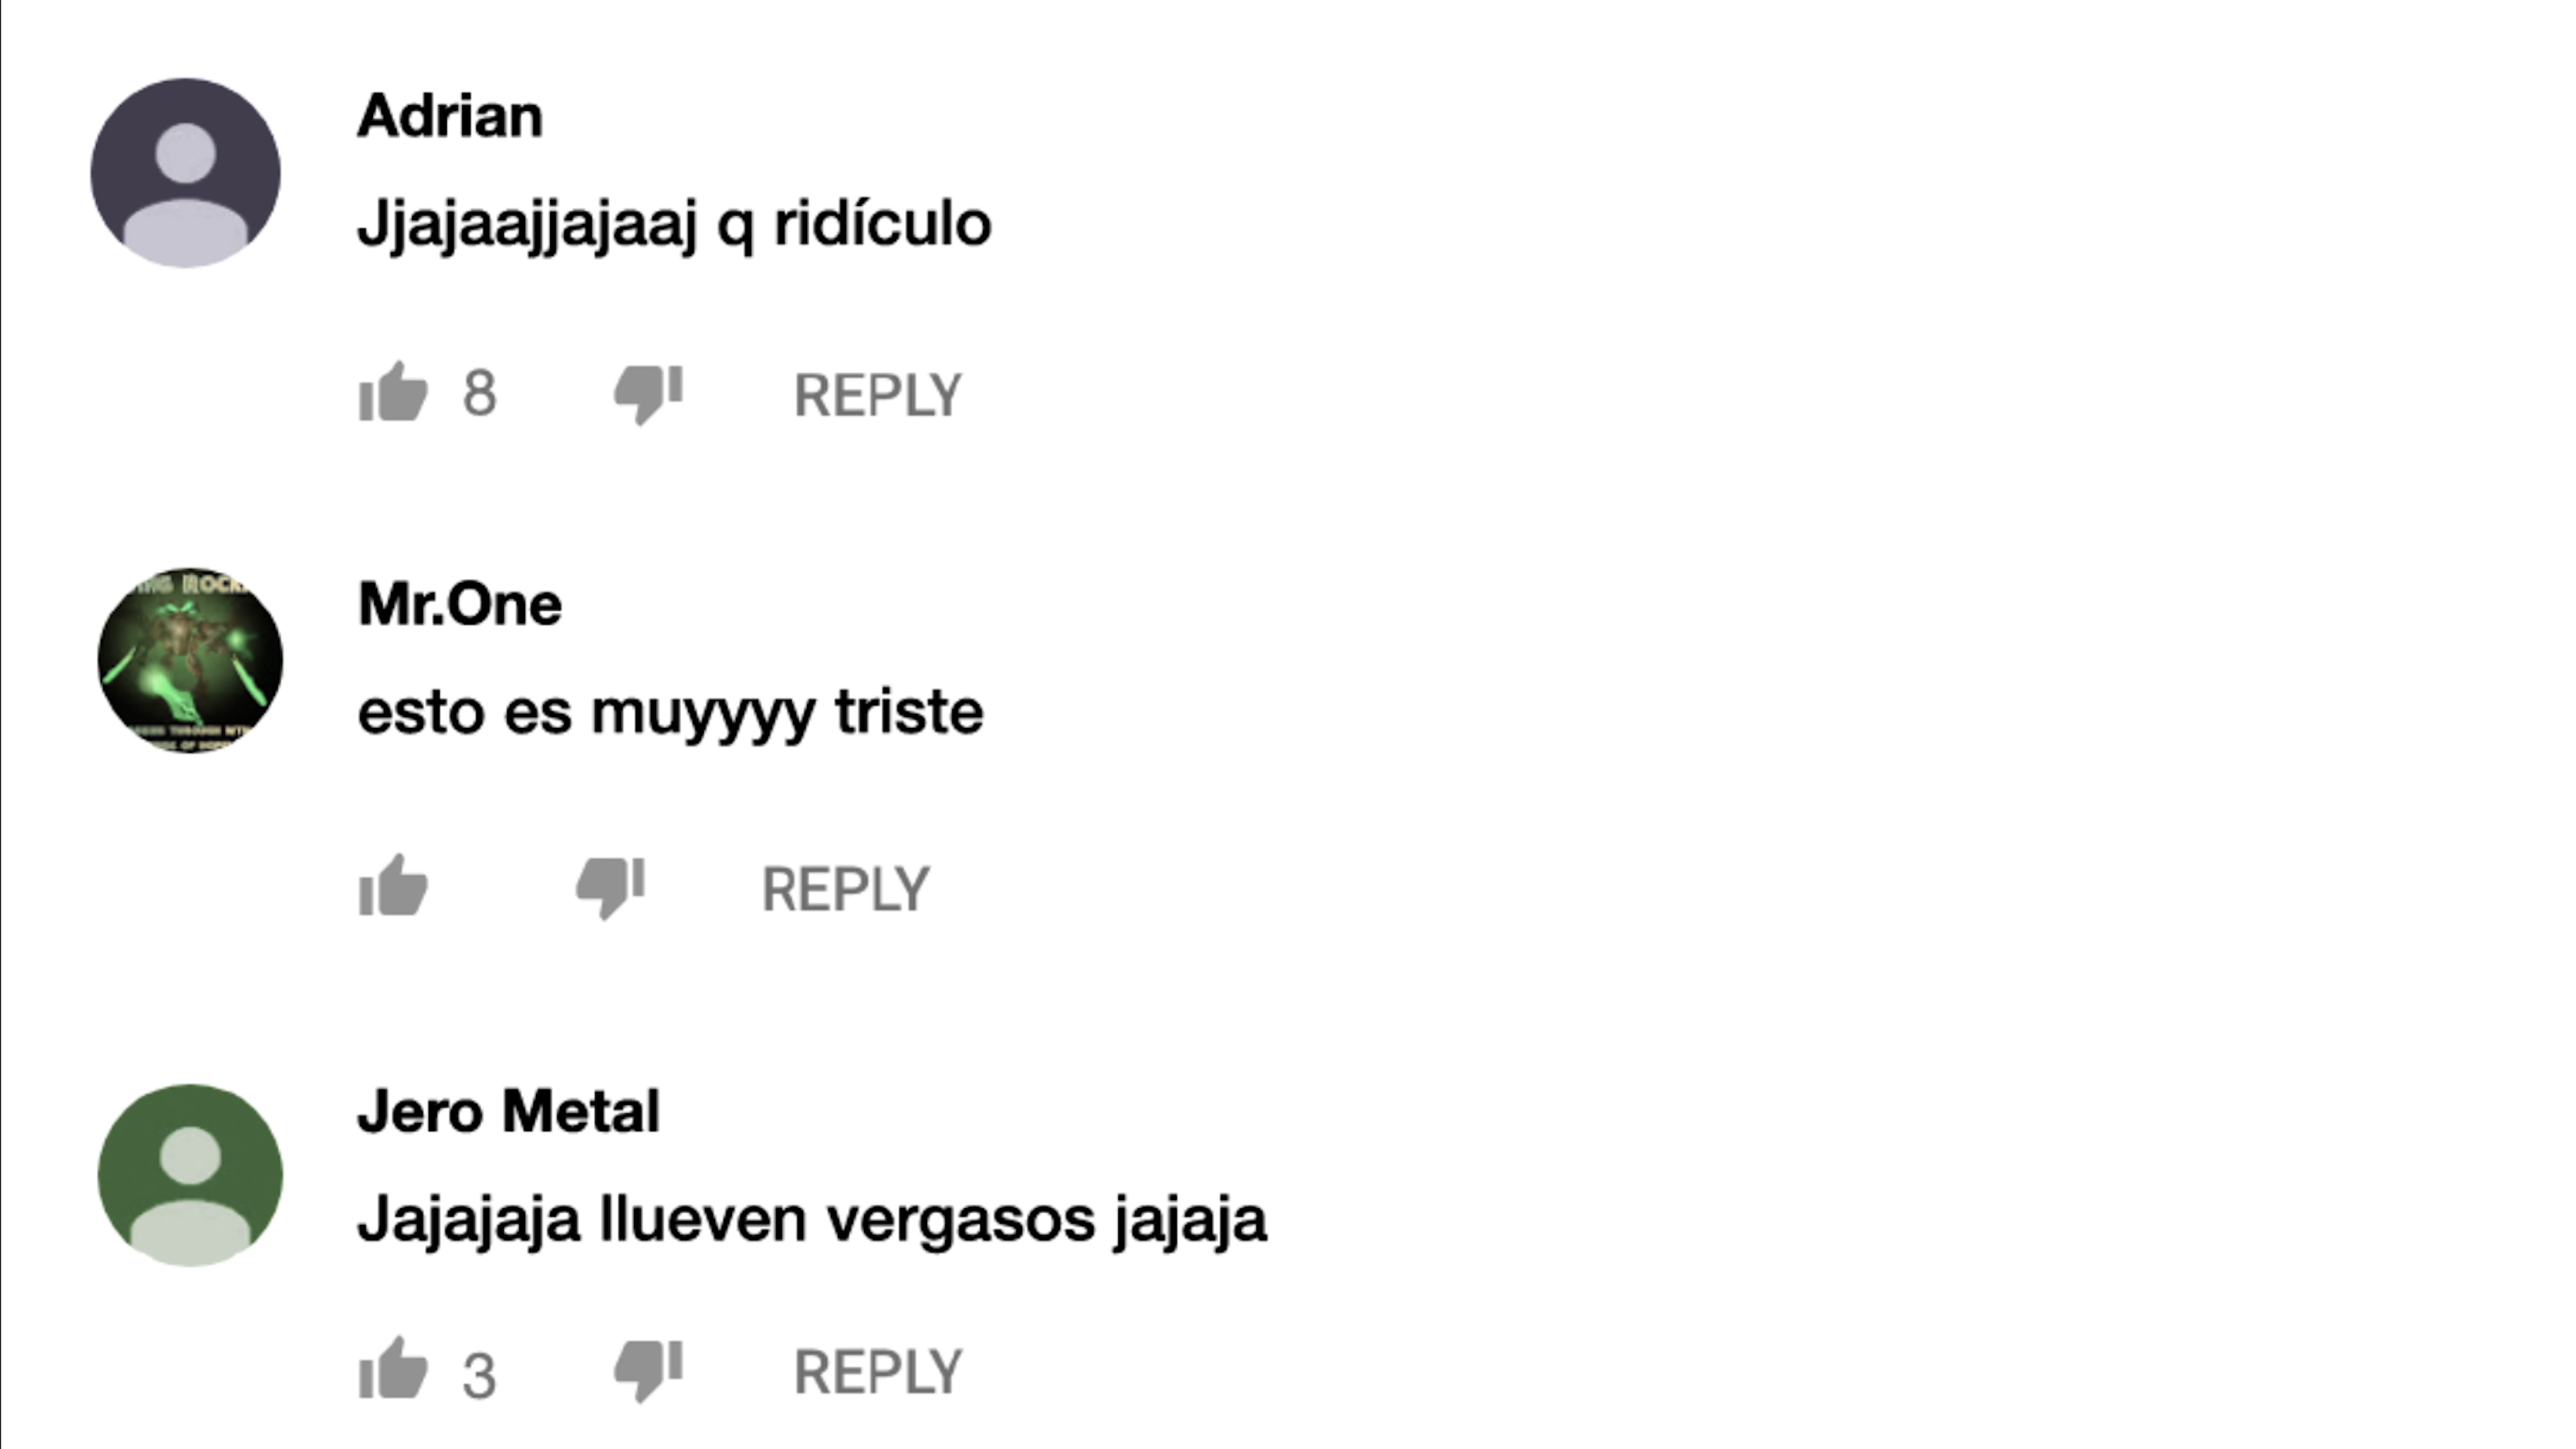 Adrian
Jjajaajjajaaj q ridículo
8 REPLY
ROCK
Mr.One
esto es muyyyy triste
REPLY
Jero Metal
Jajajaja llueven vergasos jajaja
3 REPLY